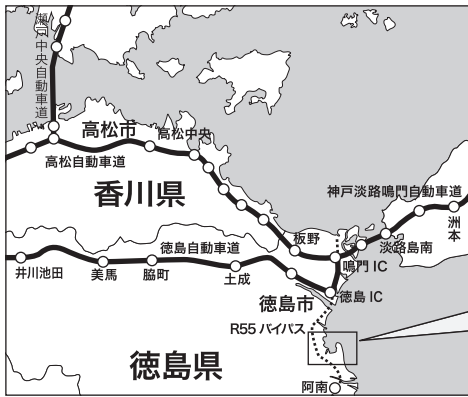 瀬戸中央自動車道
高松市
高松中央
高松自動車道
香川県
神戸淡路鳴門自動車道
洲本
板野
淡路島南
徳島自動車道
鳴門 IC
井川池田
美馬
脇町
土成
徳島 IC
徳島市
R55 バイパス
徳島県
阿南